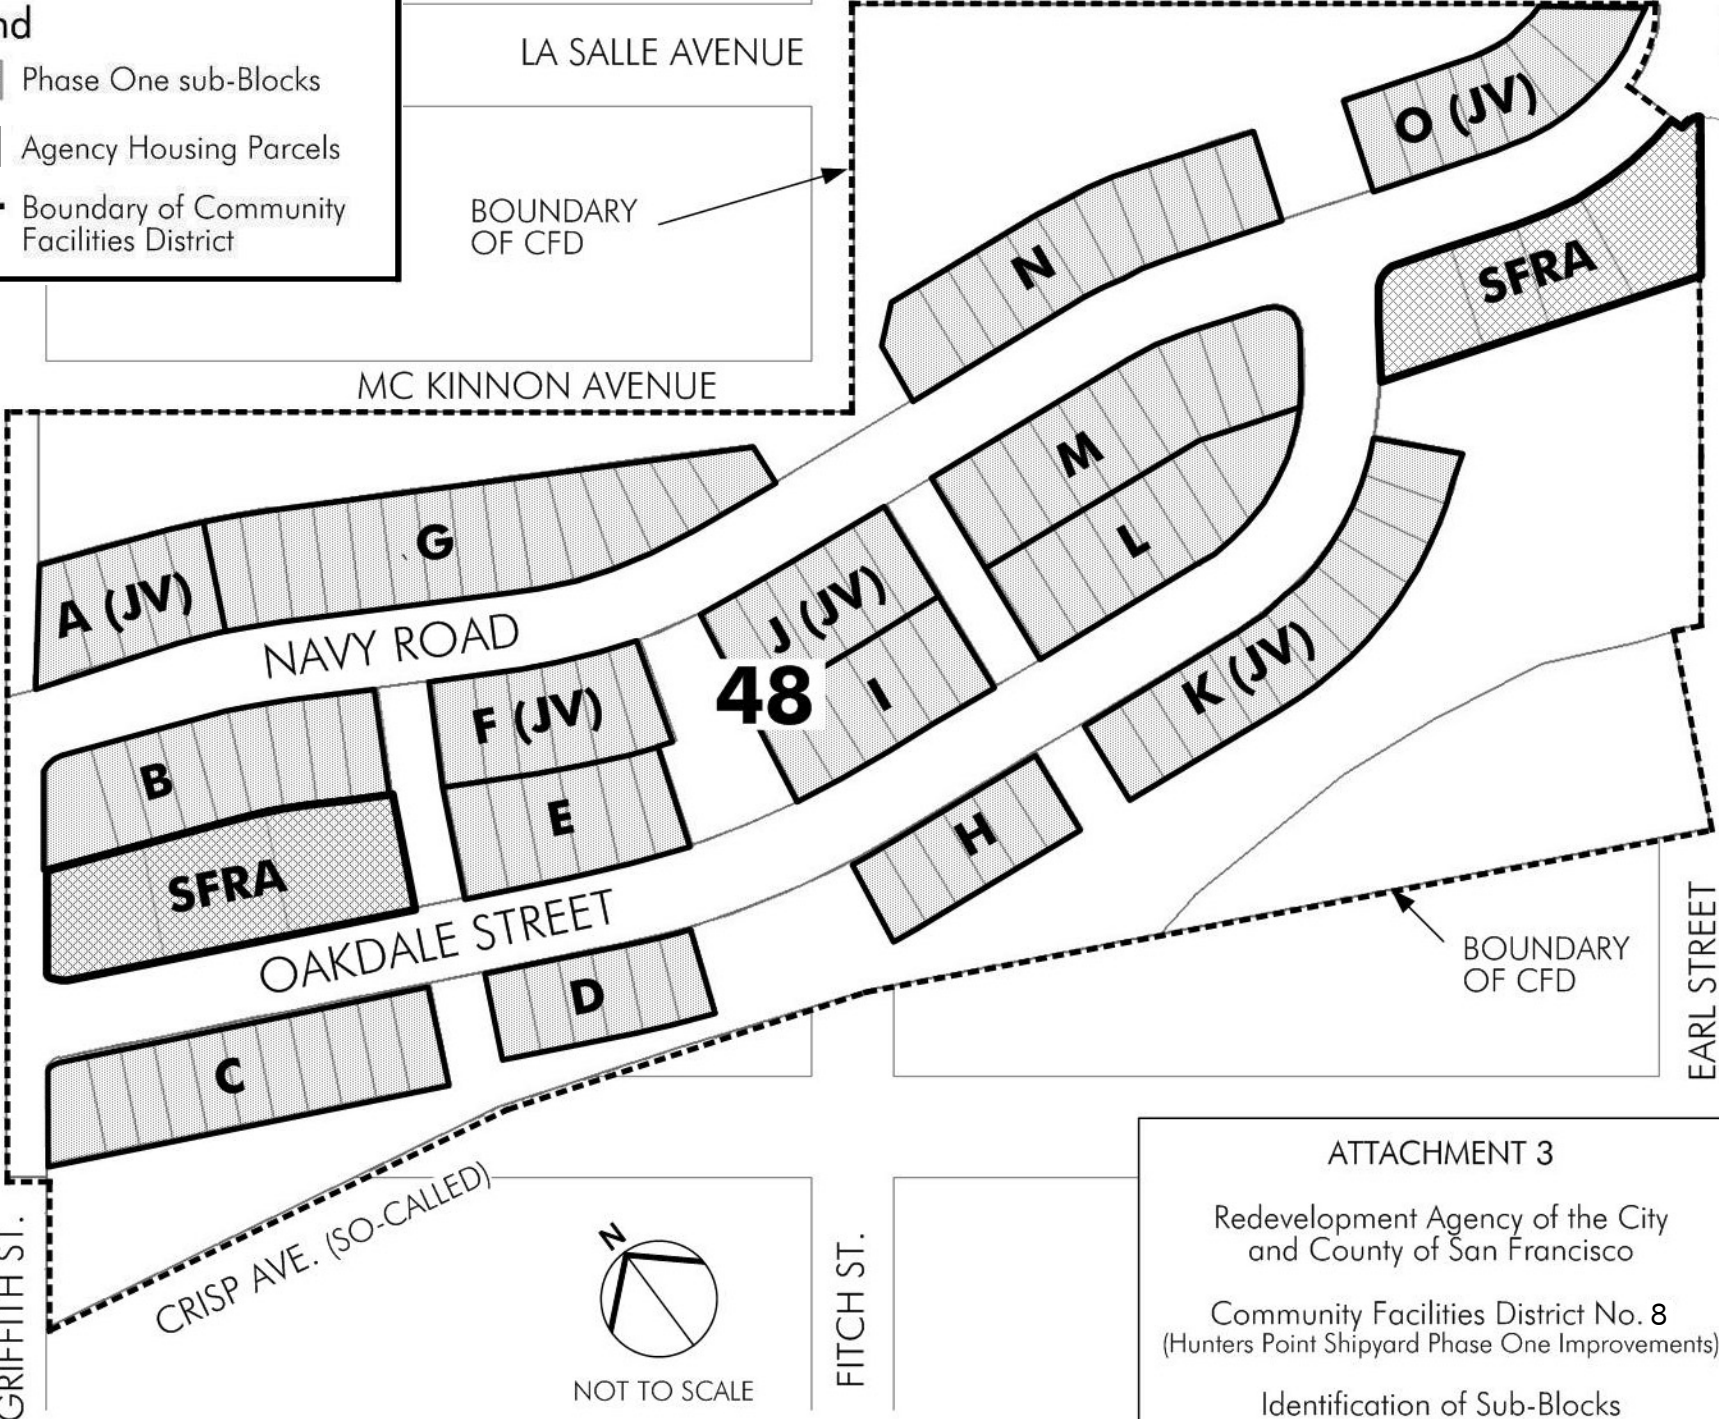 nd
Phase One sub-Blocks
Agency Housing Parcels
Boundary of Community
Facilities District
LA SALLE AVENUE
BOUNDARY
OF CFD
MC KINNON AVENUE
O (JV)
N
SFRA
M
L
G
A (JV)
NAVY ROAD
J (JV)
48
I
K (JV)
F (JV)
B
E
H
SFRA
OAKDALE STREET
D
C
BOUNDARY
OF CFD
EARL STREET
CRISP AVE. (SO-CALLED)
GRIFFITH ST.
FITCH ST.
N
NOT TO SCALE
ATTACHMENT 3
Redevelopment Agency of the City
and County of San Francisco
Community Facilities District No. 8
(Hunters Point Shipyard Phase One Improvements)
Identification of Sub-Blocks